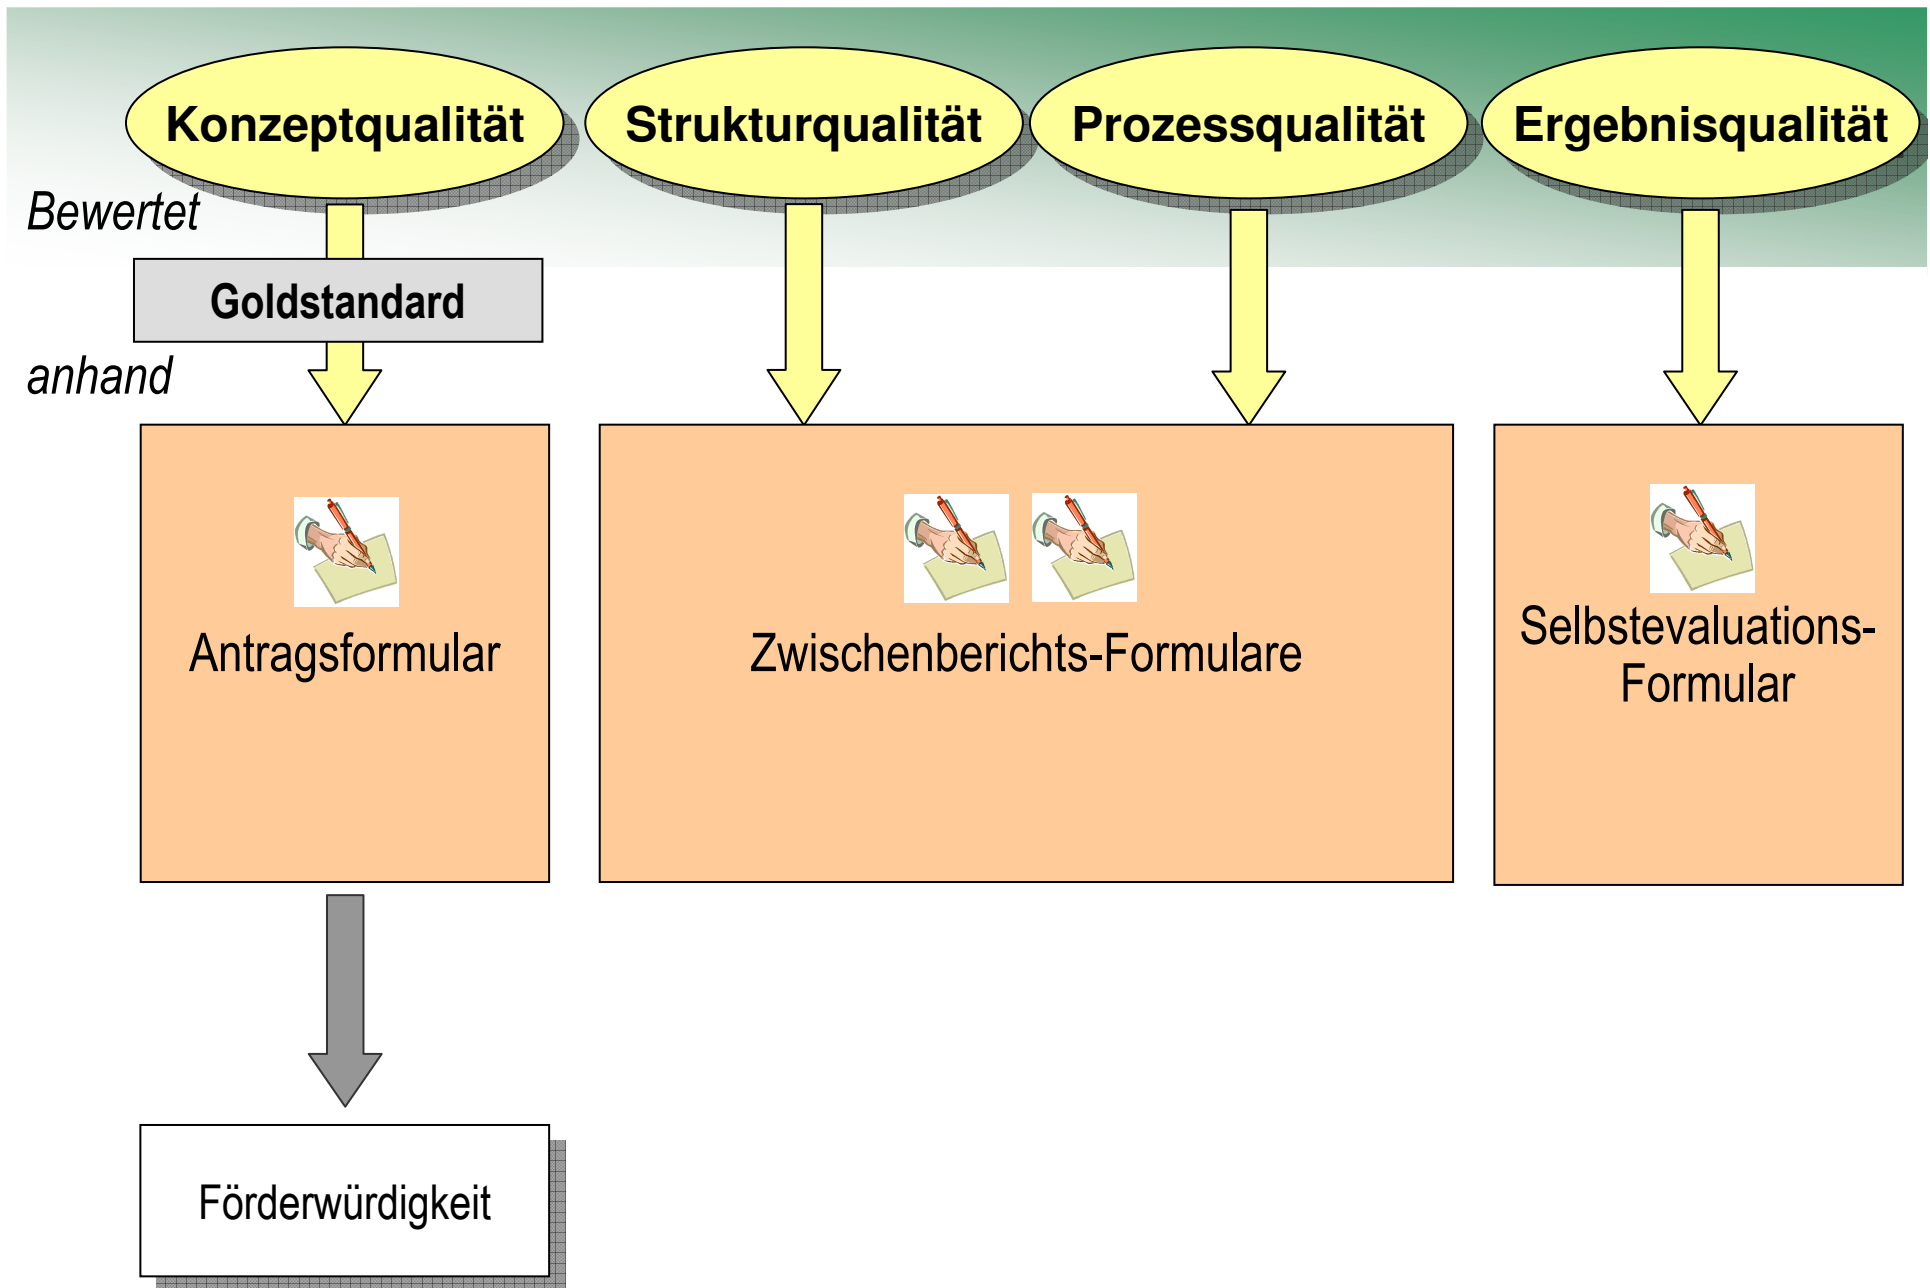 Konzeptqualität
Strukturqualität
Prozessqualität
Ergebnisqualität
Bewertet
Goldstandard
anhand
Antragsformular
Zwischenberichts-Formulare
Selbstevaluations-
Formular
Förderwürdigkeit